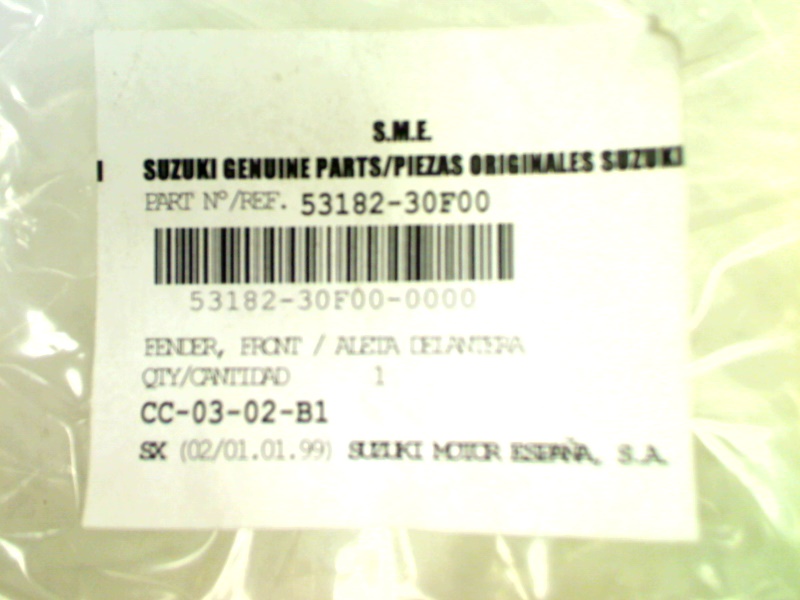 S.M.E.
SUZUKI GENUINE PARTS/PIEZAS ORIGINALES SUZUKI
PART Nº/REF. 53182-30F00
53182-30F00-0000
FENDER, FRONT / ALETA DELANTERA
QTY/CANTIDAD 1
CC-03-02-B1
SX (02/01.01.99) SUZUKI MOTOR ESPAÑA, S.A.